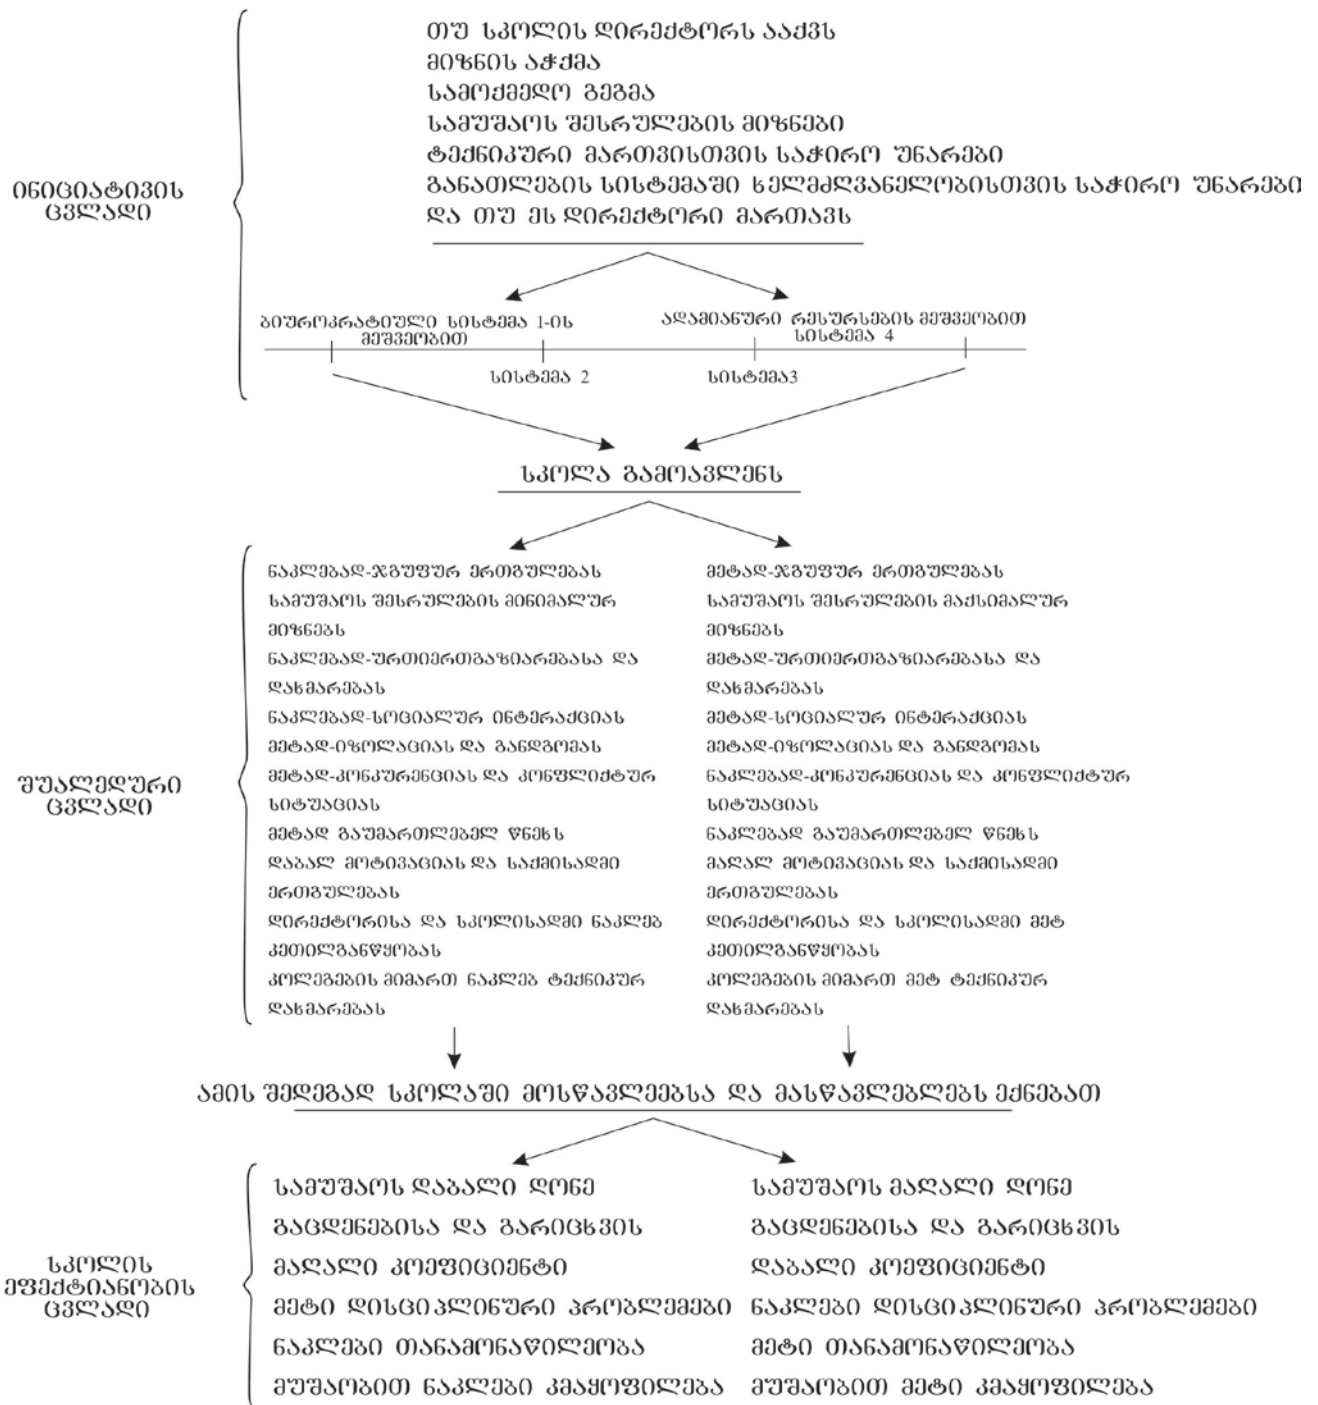 თუ სკოლის დირექტორს ააქვს
მიზნის აჭქმა
სამოქმედო გეგმა
სამუშაოს შესრულების მიზნები
ტექნიკური მართვისთვის საჭირო უნარები
განათლების სისტემაში ხელმძღვანელობისთვის საჭირო უნარები
და თუ ეს დირექტორი მართავს
ინიციატივის
ცვლადი
ბიუროკრატიული სისტემა 1-ის
მეშვეობით
ადამიანური რესურსების მეშვეობით
სისტემა 4
სისტემა 2
სისტემა3
სკოლა გამოავლენს
შუალედური
ცვლადი
ნაკლებად-ჯგუფურ ერთგულებას
სამუშაოს შესრულების მინიმალურ
მიზნებს
ნაკლებად-ურთიერთგაზიარებასა და
დახმარებას
ნაკლებად-სოციალურ ინტერაქციას
მეტად-იზოლაციას და განდგომას
მეტად-კონკურენციას და კონფლიქტურ
სიტუაციას
მეტად გაუმართლებელ წნეხს
დაბალ მოტივაციას და საქმისადმი
ერთგულებას
დირექტორისა და სკოლისადმი ნაკლებ
კეთილგანწყობას
კოლეგების მიმართ ნაკლებ ტექნიკურ
დახმარებას
მეტად-ჯგუფურ ერთგულებას
სამუშაოს შესრულების მაქსიმალურ
მიზნებს
მეტად-ურთიერთგაზიარებასა და
დახმარებას
მეტად-სოციალურ ინტერაქციას
მეტად-იზოლაციას და განდგომას
ნაკლებად-კონკურენციას და კონფლიქტურ
სიტუაციას
ნაკლებად გაუმართლებელ წნეხს
მაღალ მოტივაციას და საქმისადმი
ერთგულებას
დირექტორისა და სკოლისადმი მეტ
კეთილგანწყობას
კოლეგების მიმართ მეტ ტექნიკურ
დახმარებას
ამის შედეგად სკოლაში მოსწავლეებსა და მასწავლებლებს ექნებათ
სკოლის
ეფექტიანობის
ცვლადი
სამუშაოს დაბალი დონე
გაცდენებისა და გარიცხვის
მაღალი კოეფიციენტი
მეტი დისციპლინური პრობლემები
ნაკლები თანამონაწილეობა
მუშაობით ნაკლები კმაყოფილება
სამუშაოს მაღალი დონე
გაცდენებისა და გარიცხვის
დაბალი კოეფიციენტი
ნაკლები დისციპლინური პრობლემები
მეტი თანამონაწილეობა
მუშაობით მეტი კმაყოფილება